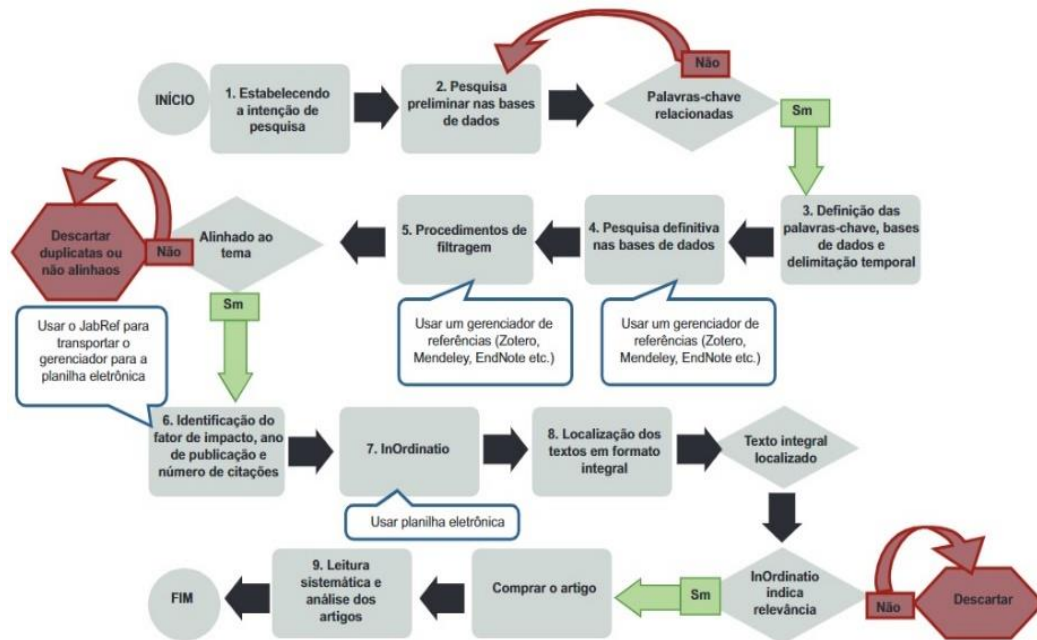 INÍCIO
1. Estabelecendo
a intenção de
pesquisa
2. Pesquisa
preliminar nas bases
de dados
Não
Palavras-chave
relacionadas
Sm
3. Definição das
palavras-chave, bases
de dados e
delimitação temporal
4. Pesquisa definitiva
nas bases de dados
Usar um gerenciador de
referências (Zotero,
Mendeley, EndNote etc.)
5. Procedimentos de
filtragem
Usar um gerenciador de
referências (Zotero,
Mendeley, EndNote etc.)
Alinhado ao
tema
Não
Descartar
duplicatas ou
não alinhaos
Sm
Usar o JabRef para
transportar o
gerenciador para a
planilha eletrônica
6. Identificação do
fator de impacto, ano
de publicação e
número de citações
7. InOrdinatio
Usar planilha eletrônica
8. Localização dos
textos em formato
integral
Texto integral
localizado
InOrdinatio
indica
relevância
Não
Descartar
Sm
Comprar o artigo
9. Leitura
sistemática e
análise dos
artigos
FIM